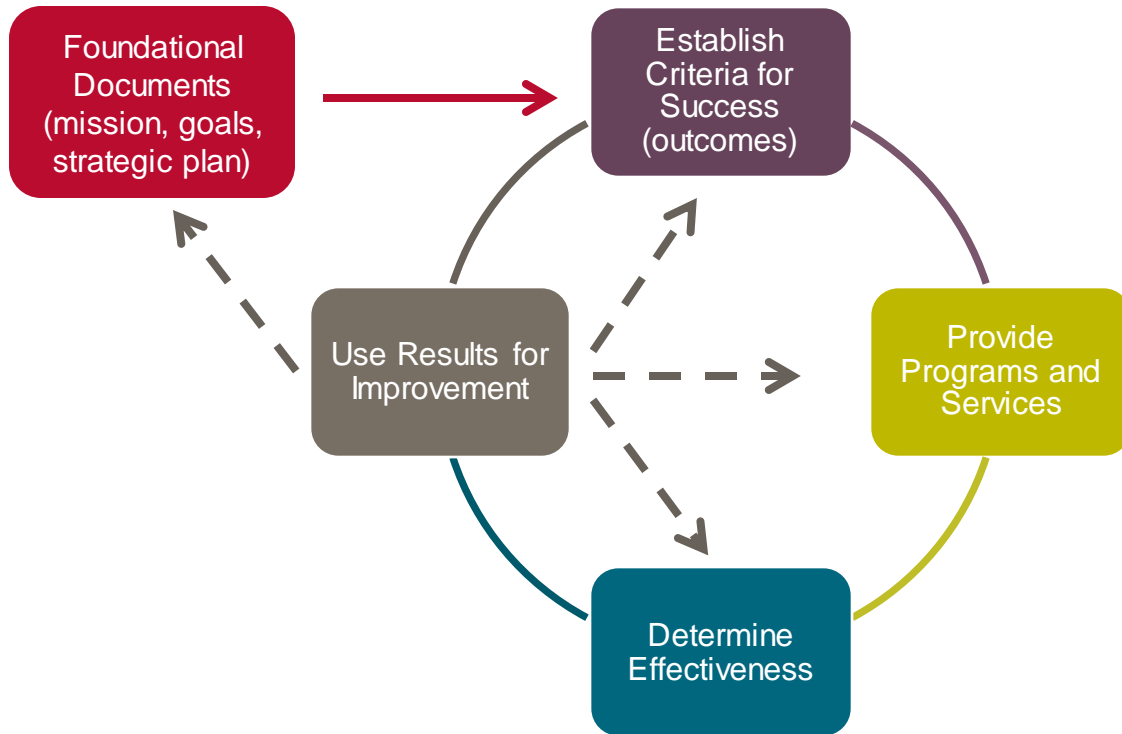 Foundational
Documents
(mission, goals,
strategic plan)
Establish
Criteria for
Success
(outcomes)
Use Results for
Improvement
Provide
Programs and
Services
Determine
Effectiveness